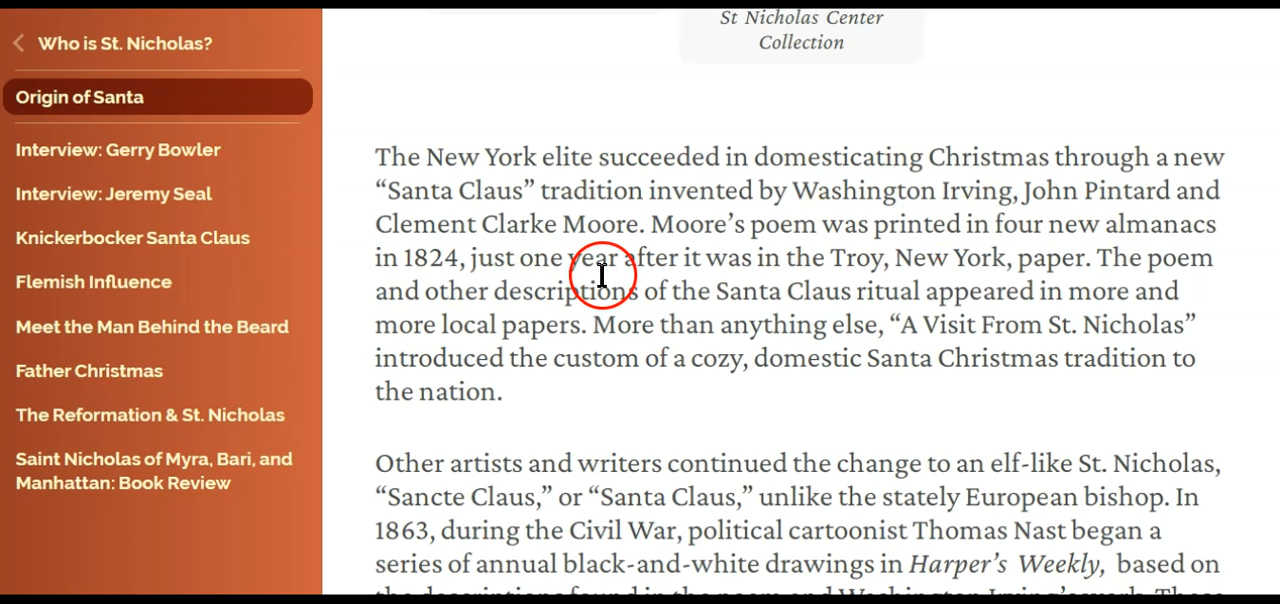 Who is St. Nicholas?
Origin of Santa
Interview: Gerry Bowler
Interview: Jeremy Seal
Knickerbocker Santa Claus
Flemish Influence
Meet the Man Behind the Beard
Father Christmas
The Reformation & St. Nicholas
Saint Nicholas of Myra, Bari, and
Manhattan: Book Review
St Nicholas Center
Collection
The New York elite succeeded in domesticating Christmas through a new
“Santa Claus” tradition invented by Washington Irving, John Pintard and
Clement Clarke Moore. Moore’s poem was printed in four new almanacs
in 1824, just one year after it was in the Troy, New York, paper. The poem
and other descriptions of the Santa Claus ritual appeared in more and
more local papers. More than anything else, “A Visit From St. Nicholas”
introduced the custom of a cozy, domestic Santa Christmas tradition to
the nation.
Other artists and writers continued the change to an elf-like St. Nicholas,
“Sancte Claus,” or “Santa Claus,” unlike the stately European bishop. In
1863, during the Civil War, political cartoonist Thomas Nast began a
series of annual black-and-white drawings in Harper’s Weekly, based on